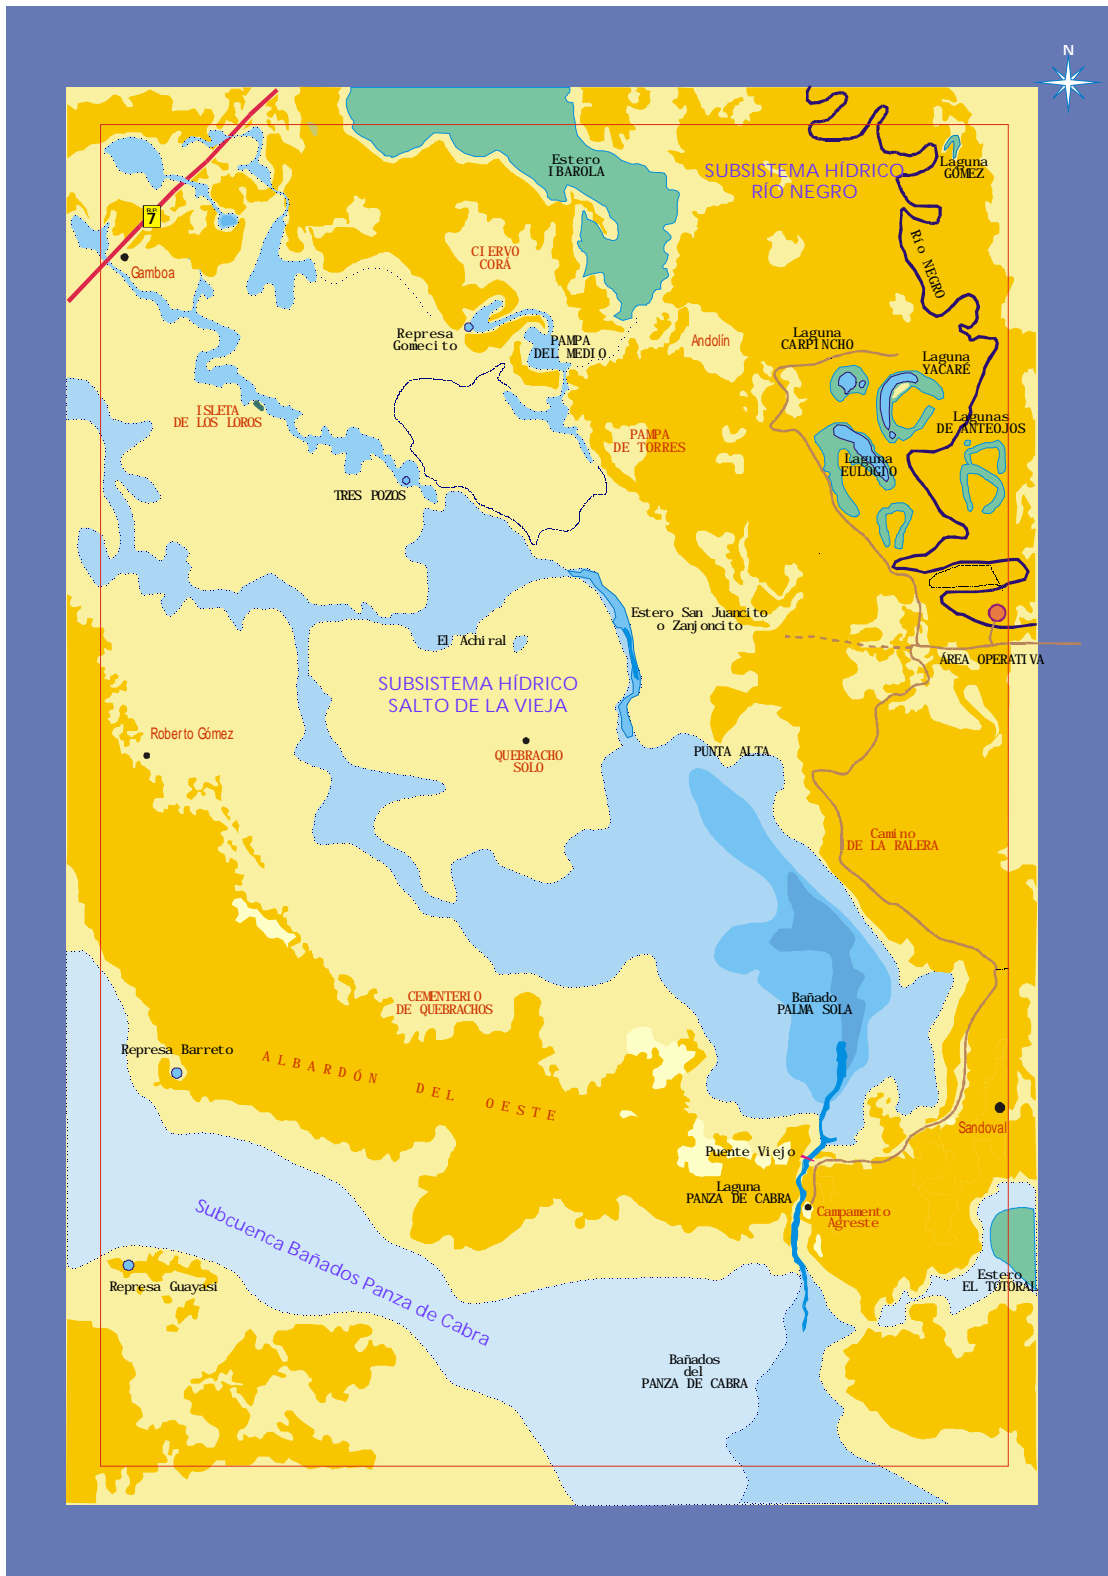 N
Estero
IBAROLA
SUBSISTEMA HÍDRICO
RÍO NEGRO
Laguna
GOMEZ
R.P.
7
Gamboa
CIERVO
CORÁ
Río NEGRO
Represa
Gomecito
PAMPA
DEL MEDIO
Andolín
Laguna
CARPINCHO
Laguna
YACARÉ
ISLETA
DE LOS LOROS
PAMPA
DE TORRES
Lagunas
DE ANTEOJOS
Laguna
EULOGIO
TRES POZOS
Estero San Juancito
o Zanjoncito
El Achiral
ÁREA OPERATIVA
SUBSISTEMA HÍDRICO
SALTO DE LA VIEJA
Roberto Gómez
QUEBRACHO
SOLO
PUNTA ALTA
Camino
DE LA RALERA
CEMENTERIO
DE QUEBRACHOS
Bañado
PALMA SOLA
Represa Barreto
ALBARDÓN DEL OESTE
Sandoval
Puente Viejo
Laguna
PANZA DE CABRA
Campamento
Agreste
Subcuenca Bañados Panza de Cabra
Represa Guayasi
Estero
EL TOTORAL
Bañados
del
PANZA DE CABRA